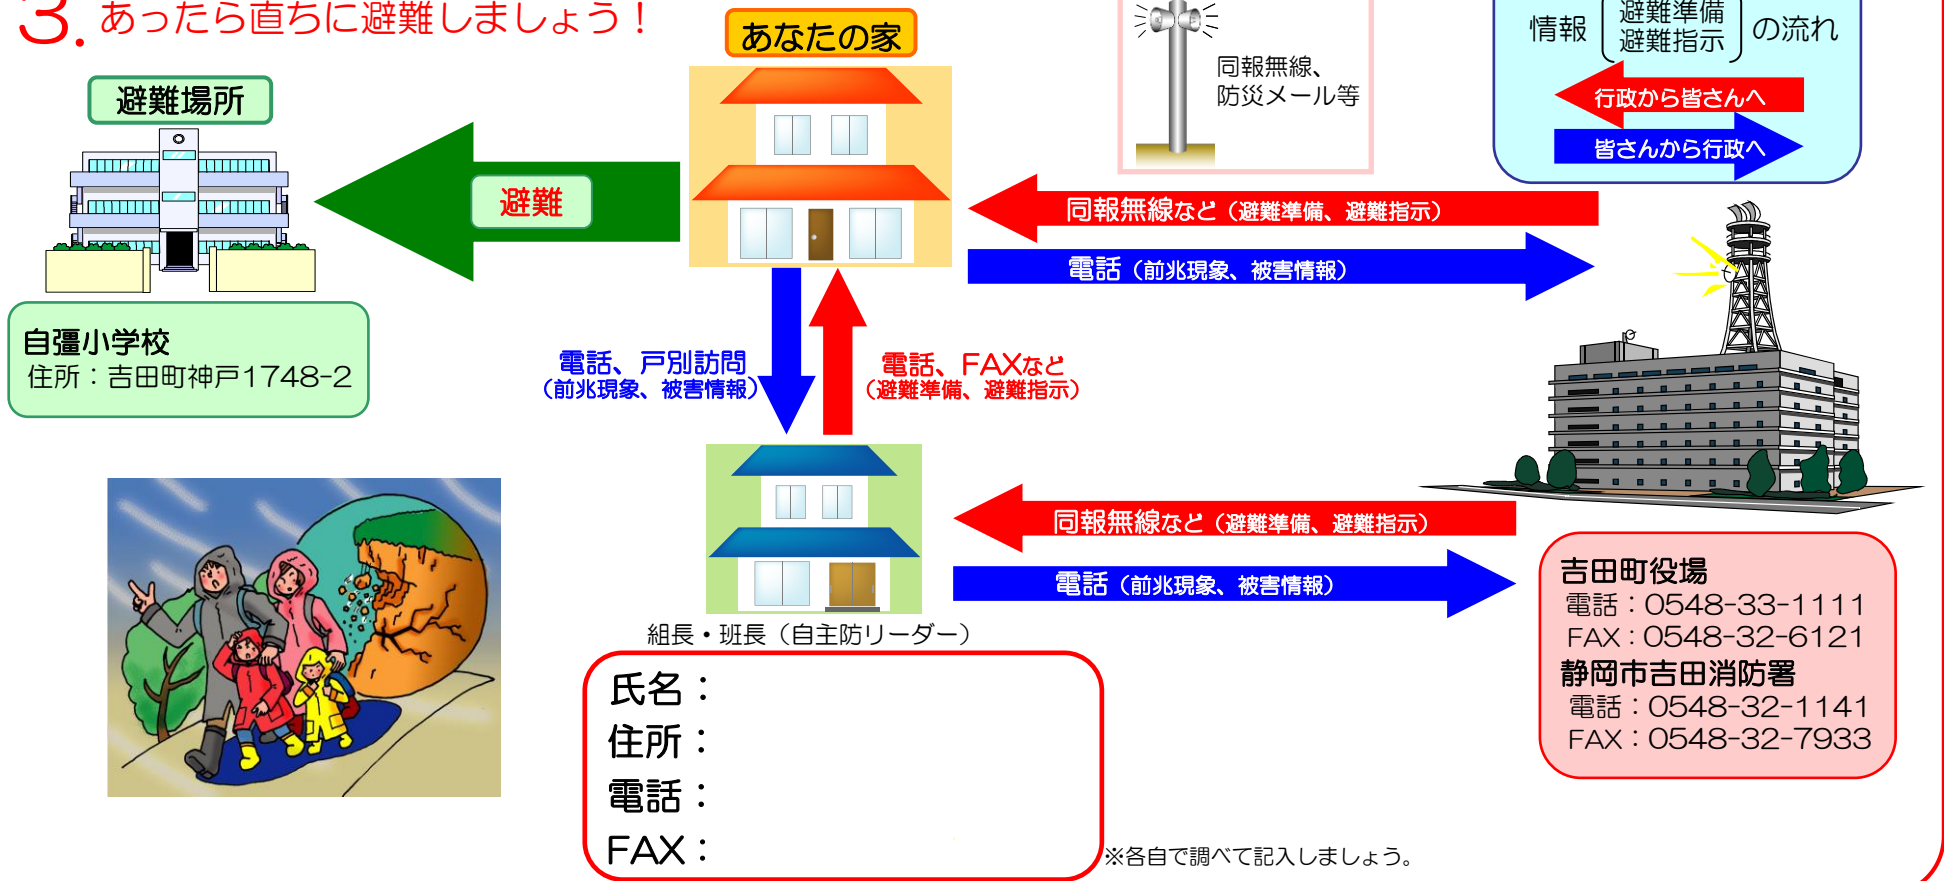 3. あったら直ちに避難しましょう！
あなたの家
避難場所
避難
自彊小学校
住所：吉田町神戸1748-2
同報無線、
防災メール等
情報 避難準備 避難指示 の流れ
行政から皆さんへ
皆さんから行政へ
同報無線など（避難準備、避難指示）
電話（前兆現象、被害情報）
電話、戸別訪問
（前兆現象、被害情報）
電話、FAXなど
（避難準備、避難指示）
同報無線など（避難準備、避難指示）
電話（前兆現象、被害情報）
組長・班長（自主防リーダー）
氏名：
住所：
電話：
FAX：
※各自で調べて記入しましょう。
吉田町役場
電話：0548-33-1111
FAX：0548-32-6121
静岡市吉田消防署
電話：0548-32-1141
FAX：0548-32-7933